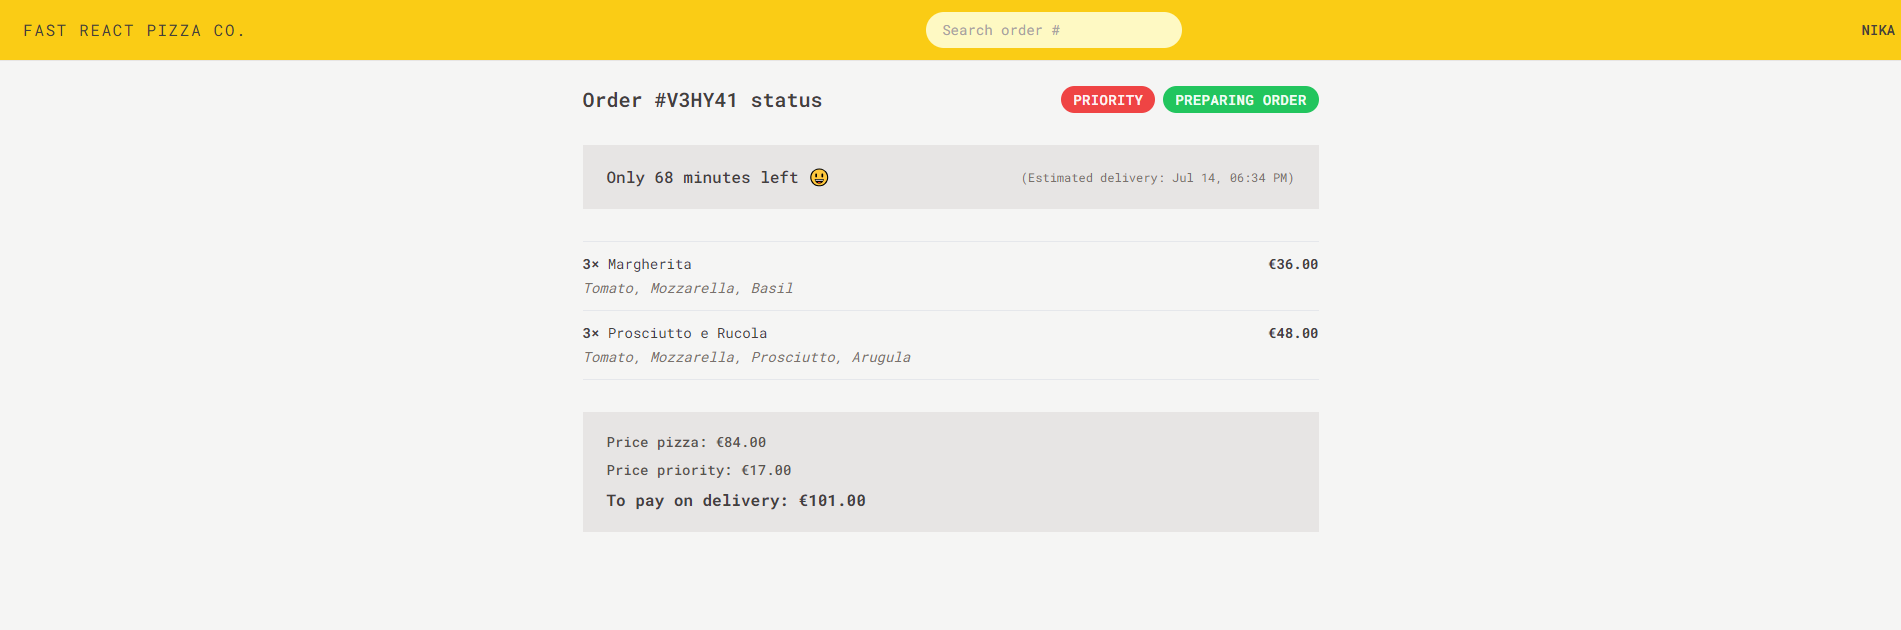 FAST REACT PIZZA CO.
Search order #
NIKA
Order #V3HY41 status
PRIORITY
PREPARING ORDER
Only 68 minutes left 😀
(Estimated delivery: Jul 14, 06:34 PM)
3× Margherita
€36.00
Tomato, Mozzarella, Basil
3× Prosciutto e Rucola
€48.00
Tomato, Mozzarella, Prosciutto, Arugula
Price pizza: €84.00
Price priority: €17.00
To pay on delivery: €101.00